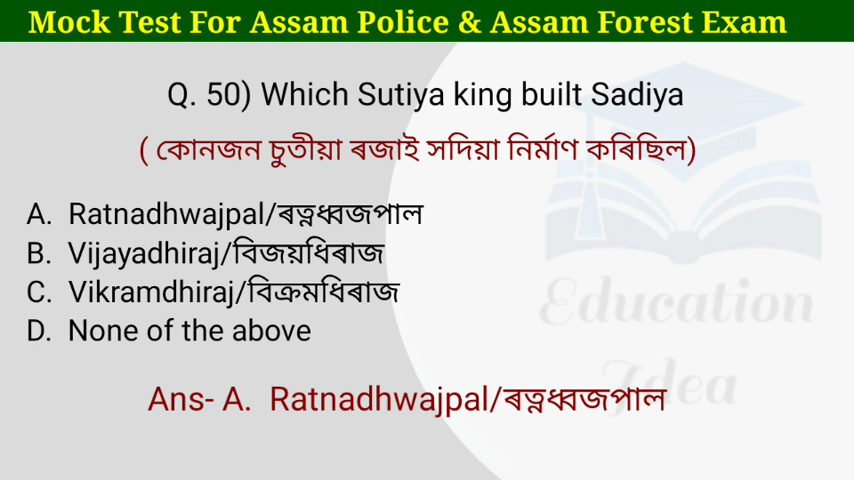 Mock Test For Assam Police & Assam Forest Exam
Q. 50) Which Sutiya king built Sadiya
( কোনজন চুতীয়া ৰজাই সদিয়া নিৰ্মাণ কৰিছিল)
A. Ratnadhwajpal/ৰত্নধ্বজপাল
B. Vijayadhiraj/বিজয়ধিৰাজ
C. Vikramdhiraj/বিক্ৰমধিৰাজ
D. None of the above
Education
Idea
Ans- A. Ratnadhwajpal/ৰত্নধ্বজপাল